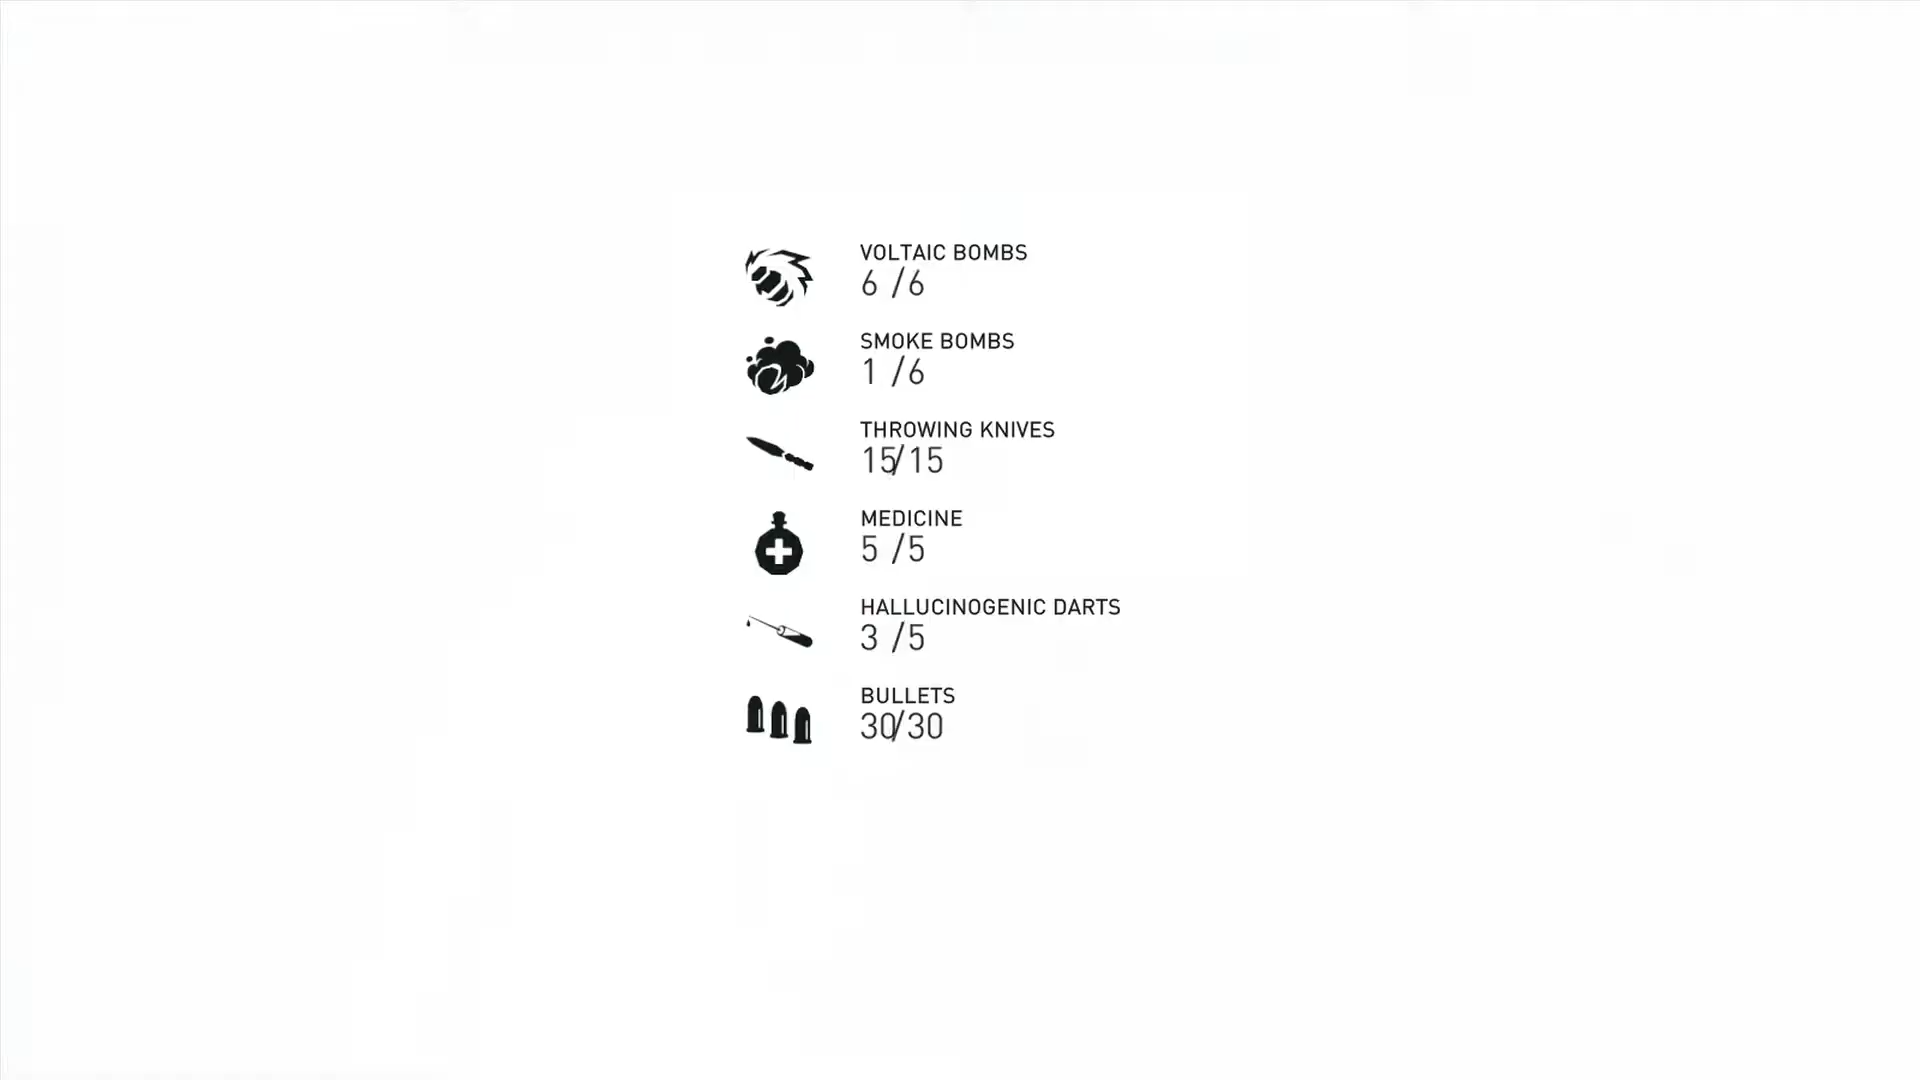 VOLTAIC BOMBS
6 /6
SMOKE BOMBS
1 /6
THROWING KNIVES
15/15
MEDICINE
5 /5
HALLUCINOGENIC DARTS
3 /5
BULLETS
30/30